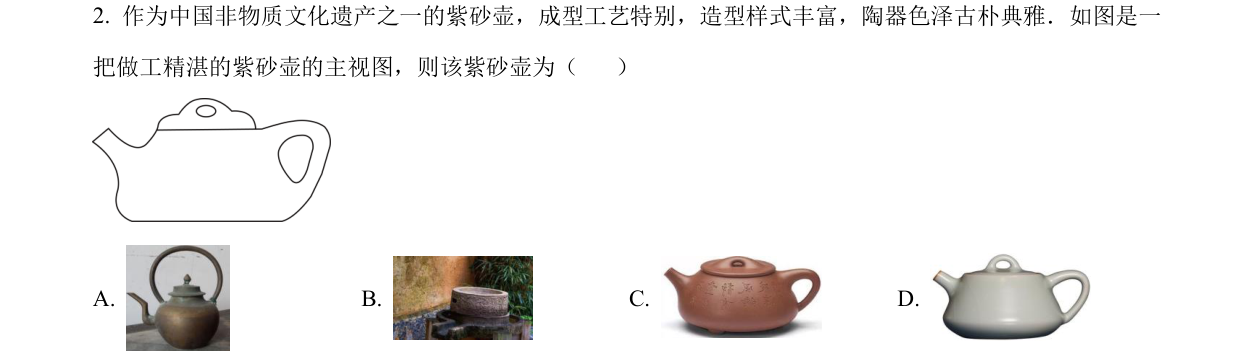 2. 作为中国非物质文化遗产之一的紫砂壶，成型工艺特别，造型样式丰富，陶器色泽古朴典雅．如图是一
把做工精湛的紫砂壶的主视图，则该紫砂壶为（    ）
A. B. C. D.